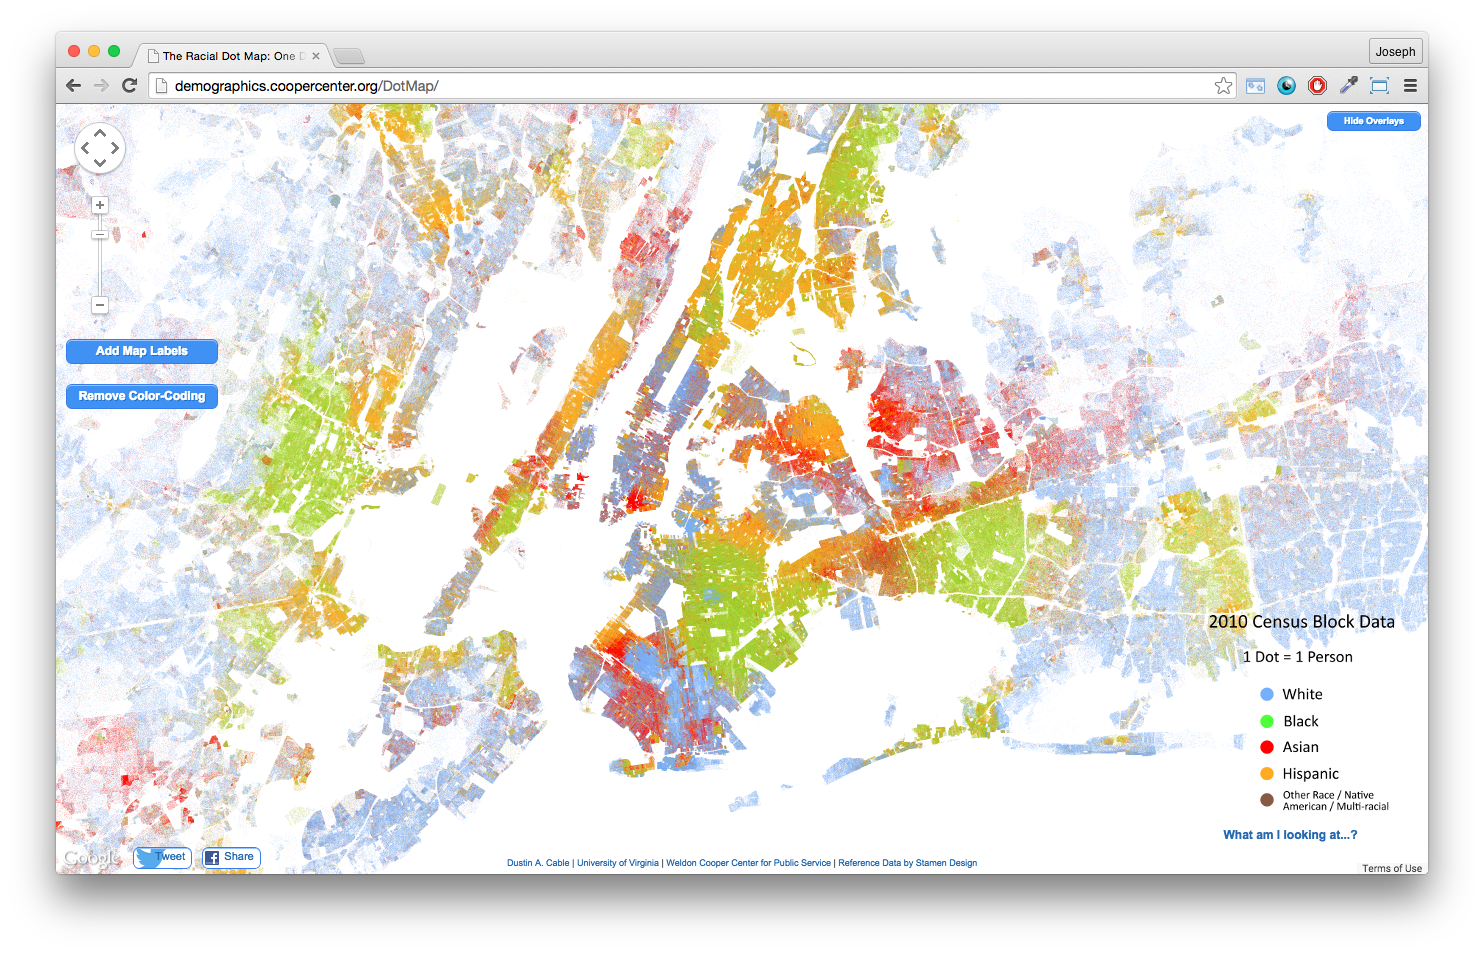 The Racial Dot Map: One D
Joseph
demographics.coopercenter.org/DotMap/
Hide Overlays
Add Map Labels
Remove Color-Coding
2010 Census Block Data
1 Dot = 1 Person
White
Black
Asian
Hispanic
Other Race / Native
American / Multi-racial
What am I looking at...?
Google
Tweet
Share
Dustin A. Cable | University of Virginia | Weldon Cooper Center for Public Service | Reference Data by Stamen Design
Terms of Use